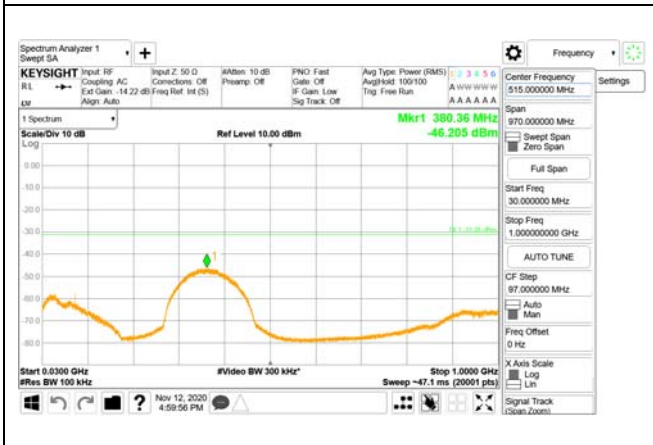 Spectrum Analyzer 1
Swept SA
+
Frequency
KEYSIGHT
RL
Input: RF
Coupling: AC
Ext Gain: -14.22 dB
Align: Auto
Input Z: 50 Ω
Corrections: Off
Freq Ref: Int (S)
#Atten: 10 dB
Preamp: Off
PNO: Fast
Gate: Off
IF Gain: Low
Sig Track: Off
Avg Type: Power (RMS)
Avg|Hold: 100/100
Trig: Free Run
1 2 3 4 5 6
A W W W W W
A A A A A A
1 Spectrum
Scale/Div 10 dB
Log
Ref Level 10.00 dBm
Mkr1 380.36 MHz
-46.205 dBm
0.00
-10.0
-20.0
-30.0
-40.0
-50.0
-60.0
-70.0
-80.0
1
Start 0.0300 GHz
#Res BW 100 kHz
#Video BW 300 kHz*
Stop 1.0000 GHz
Sweep ~47.1 ms (20001 pts)
Nov 12, 2020
4:59:56 PM
Center Frequency
515.000000 MHz
Settings
Span
970.000000 MHz
Swept Span
Zero Span
Full Span
Start Freq
30.000000 MHz
Stop Freq
1.000000000 GHz
AUTO TUNE
CF Step
97.000000 MHz
Auto
Man
Freq Offset
0 Hz
X Axis Scale
Log
Lin
Signal Track
(Span Zoom)